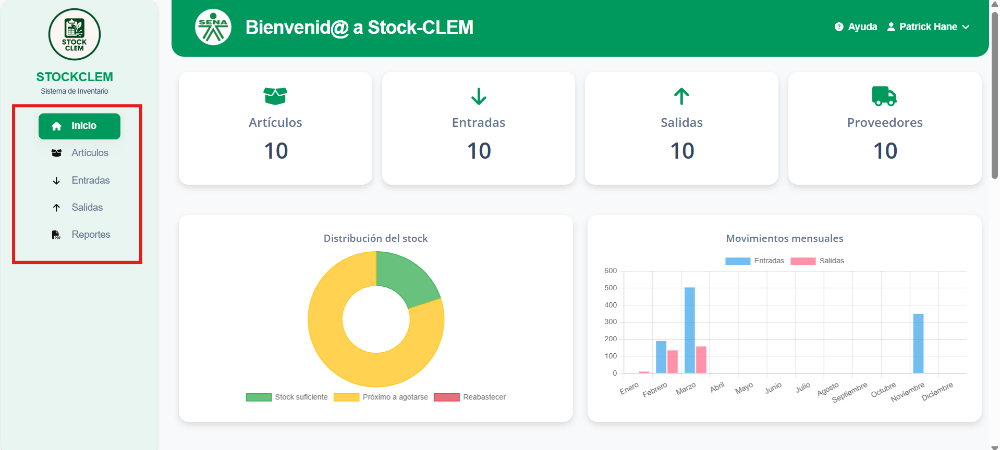 STOCK
CLEM
STOCKCLEM
Sistema de Inventario
Inicio
Artículos
Entradas
Salidas
PDF
Reportes
SENA
Bienvenid@ a Stock-CLEM
? Ayuda
Patrick Hane
Artículos
10
Entradas
10
Salidas
10
Proveedores
10
Distribución del stock
Stock suficiente
Próximo a agotarse
Reabastecer
Movimientos mensuales
Entradas
Salidas
600
500
400
300
200
100
0
Enero
Febrero
Marzo
Abril
Mayo
Junio
Julio
Agosto
Septiembre
Octubre
Noviembre
Diciembre